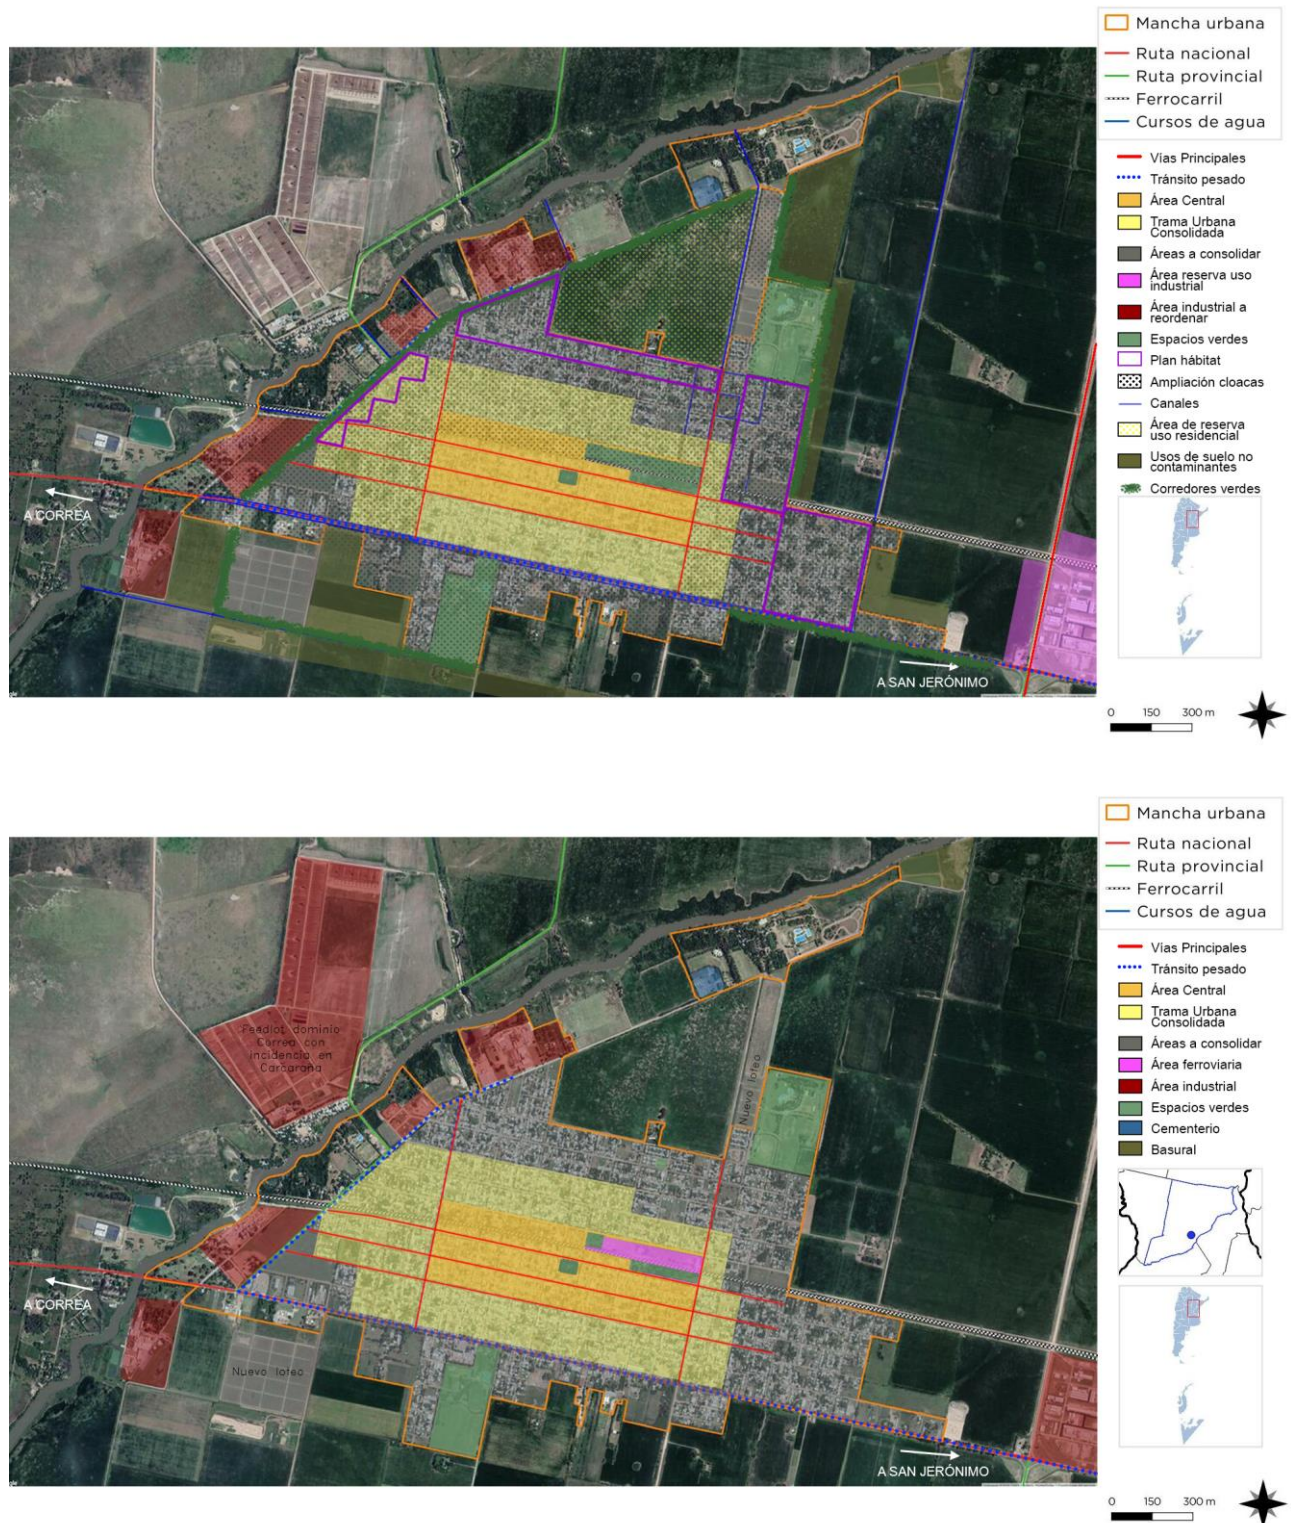 Mancha urbana
Ruta nacional
Ruta provincial
Ferrocarril
Cursos de agua
Vías Principales
Tránsito pesado
Área Central
Trama Urbana
Consolidada
Áreas a consolidar
Área reserva uso
industrial
Área industrial a
reordenar
Espacios verdes
Plan hábitat
Ampliación cloacas
Canales
Área de reserva
uso residencial
Usos de suelo no
contaminantes
Corredores verdes
A CORREA
A SAN JERÓNIMO
0 150 300 m
Mancha urbana
Ruta nacional
Ruta provincial
Ferrocarril
Cursos de agua
Vías Principales
Tránsito pesado
Área Central
Trama Urbana
Consolidada
Áreas a consolidar
Área ferroviaria
Área industrial
Espacios verdes
Cementerio
Basural
Feedlot dominio
Correa con
incidencia en
Carcaraña
Nuevo loteo
A CORREA
Nuevo loteo
A SAN JERÓNIMO
0 150 300 m